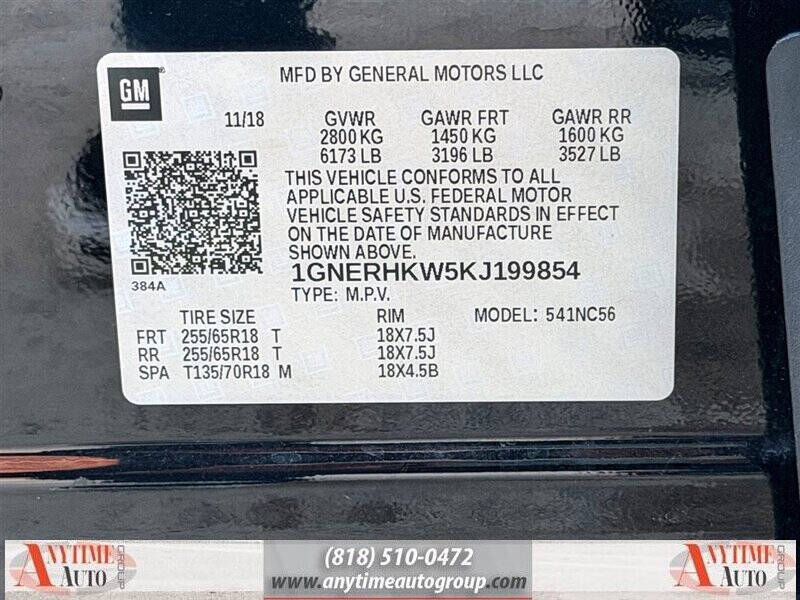 GM
MFD BY GENERAL MOTORS LLC
11/18
GVWR GAWR FRT GAWR RR
2800 KG 1450 KG 1600 KG
6173 LB 3196 LB 3527 LB
THIS VEHICLE CONFORMS TO ALL
APPLICABLE U.S. FEDERAL MOTOR
VEHICLE SAFETY STANDARDS IN EFFECT
ON THE DATE OF MANUFACTURE
SHOWN ABOVE.
384A
1GNERHKW5KJ199854
TYPE: M.P.V.
TIRE SIZE RIM MODEL: 541NC56
FRT 255/65R18 T 18X7.5J
RR 255/65R18 T 18X7.5J
SPA T135/70R18 M 18X4.5B
ANYTIME AUTO GROUP
(818) 510-0472
www.anytimeautogroup.com
ANYTIME AUTO GROUP